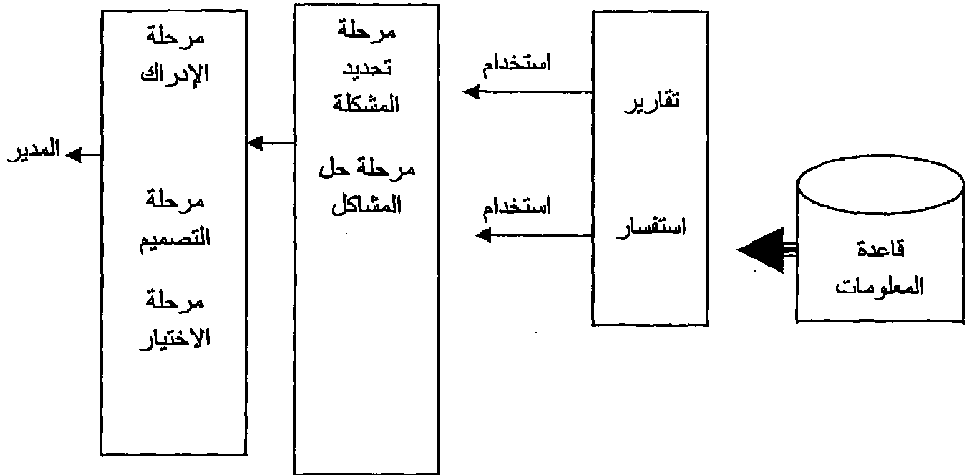 قاعدة
المعلومات
تقارير
استفسار
استخدام
استخدام
مرحلة
تحديد
المشكلة
مرحلة حل
المشاكل
مرحلة
الإدراك
مرحلة
التصميم
مرحلة
الاختيار
المدير